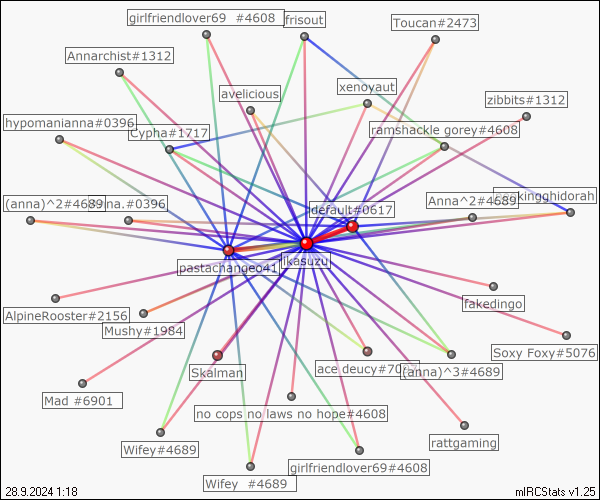 girlfriendlover69 #4608
frisout
Toucan#2473
Annarchist#1312
avelicious
xenoyaut
zibbits#1312
hypomanianna#0396
Cypha#1717
ramshackle gorey#4608
(anna)^2#4689
na.#0396
default#0617
Anna^2#4689
kingghidorah
pastachangeo41
ikasuzu
fakedingo
AlpineRooster#2156
Mushy#1984
Soxy Foxy#5076
Skalman
ace deucy#70
(anna)^3#4689
Mad #6901
no cops no laws no hope#4608
Wifey#4689
rattgaming
Wifey #4689
girlfriendlover69#4608
28.9.2024 1:18
mIRCStats v1.25